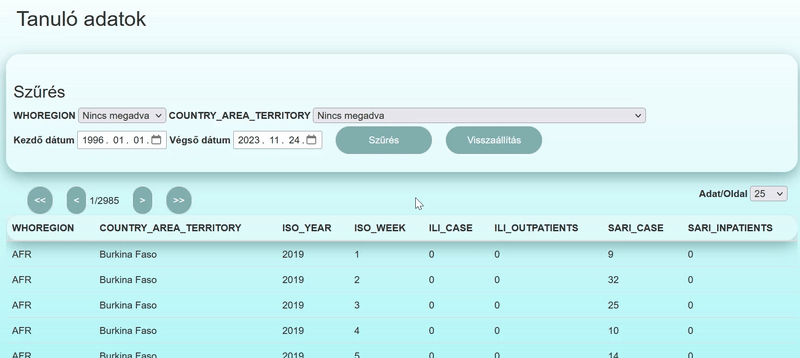 Tanuló adatok
Szűrés
WHOREGION Nincs megadva COUNTRY_AREA_TERRITORY Nincs megadva
Kezdő dátum 1996. 01. 01. Végső dátum 2023. 11. 24. Szűrés Visszaállítás
<< < 1/2985 > >> Adat/Oldal 25
WHOREGION COUNTRY_AREA_TERRITORY ISO_YEAR ISO_WEEK ILI_CASE ILI_OUTPATIENTS SARI_CASE SARI_INPATIENTS
AFR Burkina Faso 2019 1 0 0 9 0
AFR Burkina Faso 2019 2 0 0 32 0
AFR Burkina Faso 2019 3 0 0 25 0
AFR Burkina Faso 2019 4 0 0 10 0
AFR Burkina Faso 2019 5 0 0 14 0